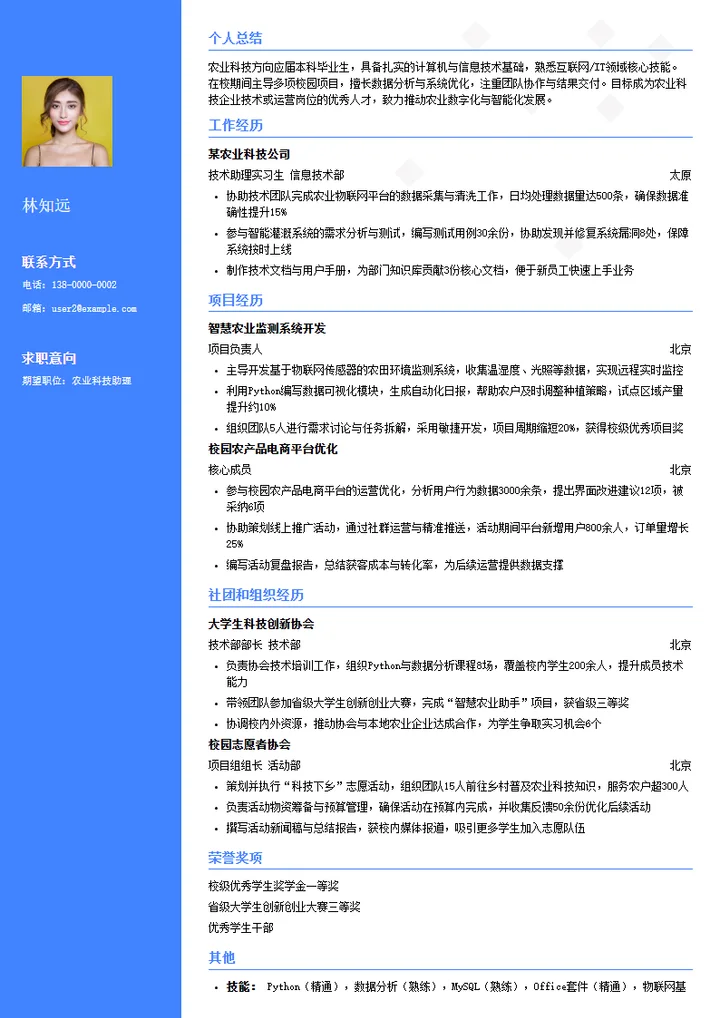 林知远
联系方式
电话：138-0000-0002
邮箱：user2@example.com
求职意向
期望职位：农业科技助理
个人总结
农业科技方向应届本科毕业生，具备扎实的计算机与信息技术基础，熟悉互联网/IT领域核心技能。
在校期间主导多项校园项目，擅长数据分析与系统优化，注重团队协作与结果交付。目标成为农业科
技企业技术或运营岗位的优秀人才，致力推动农业数字化与智能化发展。
工作经历
某农业科技公司
技术助理实习生 信息技术部 太原
• 协助技术团队完成农业物联网平台的数据采集与清洗工作，日均处理数据量达500条，确保数据准
确性提升15%
• 参与智能灌溉系统的需求分析与测试，编写测试用例30余份，协助发现并修复系统漏洞8处，保障
系统按时上线
• 制作技术文档与用户手册，为部门知识库贡献3份核心文档，便于新员工快速上手业务
项目经历
智慧农业监测系统开发
项目负责人 北京
• 主导开发基于物联网传感器的农田环境监测系统，收集温湿度、光照等数据，实现远程实时监控
• 利用Python编写数据可视化模块，生成自动化日报，帮助农户及时调整种植策略，试点区域产量
提升约10%
• 组织团队5人进行需求讨论与任务拆解，采用敏捷开发，项目周期缩短20%，获得校级优秀项目奖
校园农产品电商平台优化
核心成员 北京
• 参与校园农产品电商平台的运营优化，分析用户行为数据3000余条，提出界面改进建议12项，被
采纳6项
• 协助策划线上推广活动，通过社群运营与精准推送，活动期间平台新增用户800余人，订单量增长
25%
• 编写活动复盘报告，总结获客成本与转化率，为后续运营提供数据支撑
社团和组织经历
大学生科技创新协会
技术部部长 技术部 北京
• 负责协会技术培训工作，组织Python与数据分析课程8场，覆盖校内学生200余人，提升成员技术
能力
• 带领团队参加省级大学生创新创业大赛，完成“智慧农业助手”项目，获省级三等奖
• 协调校内外资源，推动协会与本地农业企业达成合作，为学生争取实习机会6个
校园志愿者协会
项目组组长 活动部 北京
• 策划并执行“科技下乡”志愿活动，组织团队15人前往乡村普及农业科技知识，服务农户超300人
• 负责活动物资筹备与预算管理，确保活动在预算内完成，并收集反馈50余份优化后续活动
• 撰写活动新闻稿与总结报告，获校内媒体报道，吸引更多学生加入志愿队伍
荣誉奖项
校级优秀学生奖学金一等奖
省级大学生创新创业大赛三等奖
优秀学生干部
其他
• 技能： Python（精通），数据分析（熟练），MySQL（熟练），Office套件（精通），物联网基